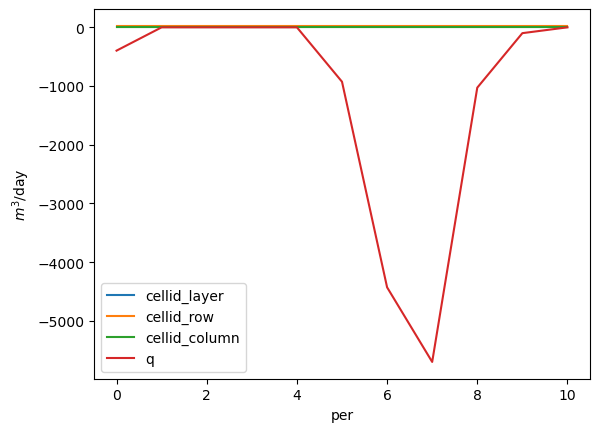 0
−1000
−2000
−3000
−4000
−5000
m³/day
cellid_layer
cellid_row
cellid_column
q
0 2 4 6 8 10
per